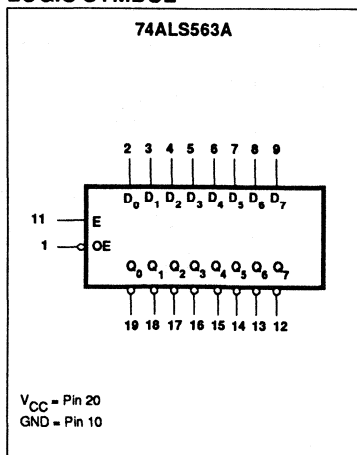 74ALS563A
2 3 4 5 6 7 8 9
D0 D1 D2 D3 D4 D5 D6 D7
11 E
1 OE
Q0 Q1 Q2 Q3 Q4 Q5 Q6 Q7
19 18 17 16 15 14 13 12
VCC = Pin 20
GND = Pin 10